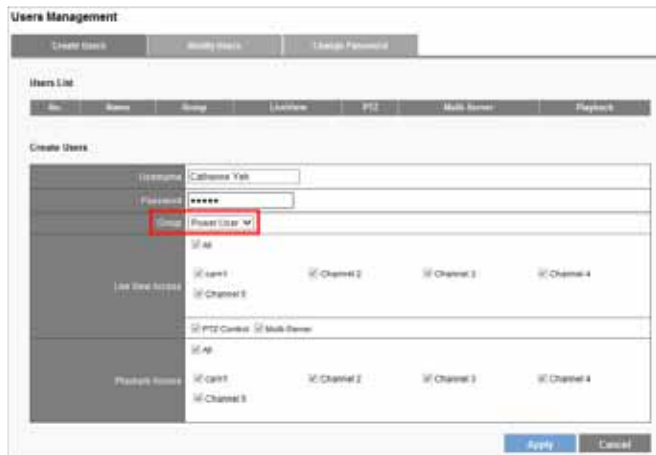 Users Management
Create Users Modify Users Change Password
Users List
No. Name Group LiveView PTZ Multi-Server Playback
Create Users
Username Catherine Yeh
Password •••••
Group Power User
All
Live View Access
cam1 Channel 2 Channel 3 Channel 4
Channel 5
PTZ Control Multi-Server
All
Playback Access
cam1 Channel 2 Channel 3 Channel 4
Channel 5
Apply Cancel